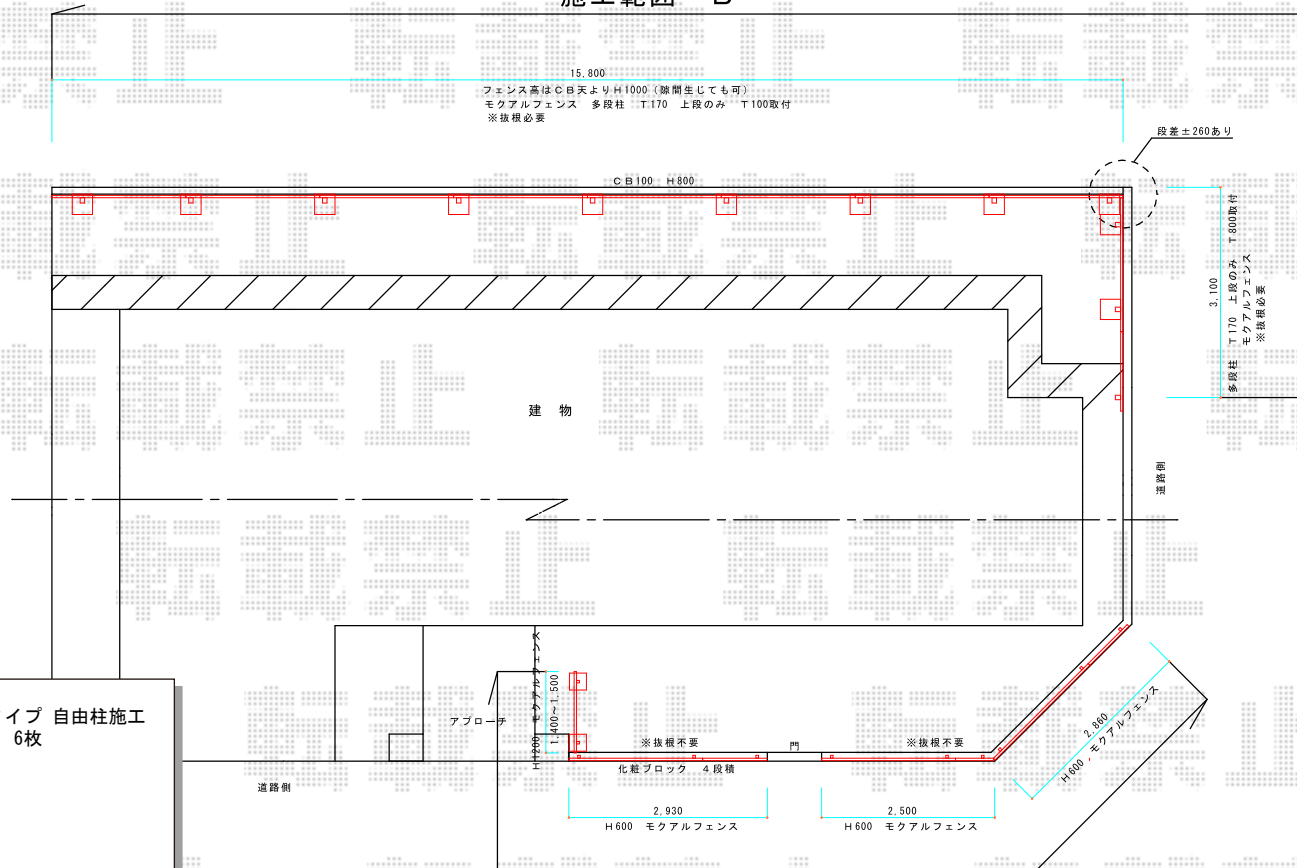 15,800
フェンス高はCB天よりH1000（隙間生じても可）
モクアルフェンス 多段柱 T170 上段のみ T100取付
※抜根必要
段差±260あり
CB100 H800
3,100
多段柱 T170 上段のみ T800取付
モクアルフェンス
※抜根必要
建 物
道路側
イプ 自由柱施工
6枚
アプローチ
H1200 モクアルフェンス
1,400~1,500
※抜根不要
門
※抜根不要
化粧ブロック 4段積
道路側
2,860
H600 モクアルフェンス
2,930
H600 モクアルフェンス
2,500
H600 モクアルフェンス
転載禁止